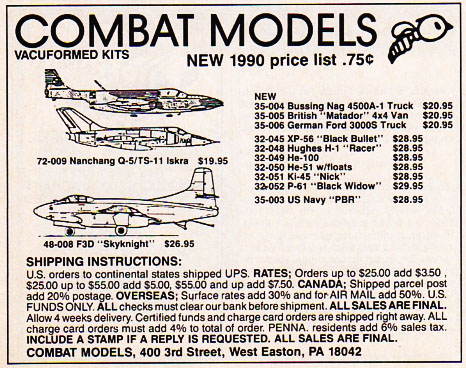 COMBAT MODELS
VACUFORMED KITS
NEW 1990 price list .75¢
72-009 Nanchang Q-5/TS-11 Iskra $19.95
48-008 F3D "Skyknight" $26.95
NEW
35-004 Bussing Nag 4500A-1 Truck $20.95
35-005 British "Matador" 4x4 Van $20.95
35-006 German Ford 3000S Truck $20.95
32-045 XP-56 "Black Bullet" $28.95
32-048 Hughes H-1 "Racer" $28.95
32-049 He-100 $28.95
32-050 He-51 w/floats $28.95
32-051 Ki-45 "Nick" $28.95
32-052 P-61 "Black Widow" $29.95
35-003 US Navy "PBR" $28.95
SHIPPING INSTRUCTIONS:
U.S. orders to continental states shipped UPS. RATES; Orders up to $25.00 add $3.50 ,
$25.00 up to $55.00 add $5.00, $55.00 and up add $7.50. CANADA; Shipped parcel post
add 20% postage. OVERSEAS; Surface rates add 30% and for AIR MAIL add 50%. U.S.
FUNDS ONLY. ALL checks must clear our bank before shipment. ALL SALES ARE FINAL.
Allow 4 weeks delivery. Certified funds and charge card orders are shipped right away. ALL
charge card orders must add 4% to total of order. PENNA. residents add 6% sales tax.
INCLUDE A STAMP IF A REPLY IS REQUESTED. ALL SALES ARE FINAL.
COMBAT MODELS, 400 3rd Street, West Easton, PA 18042